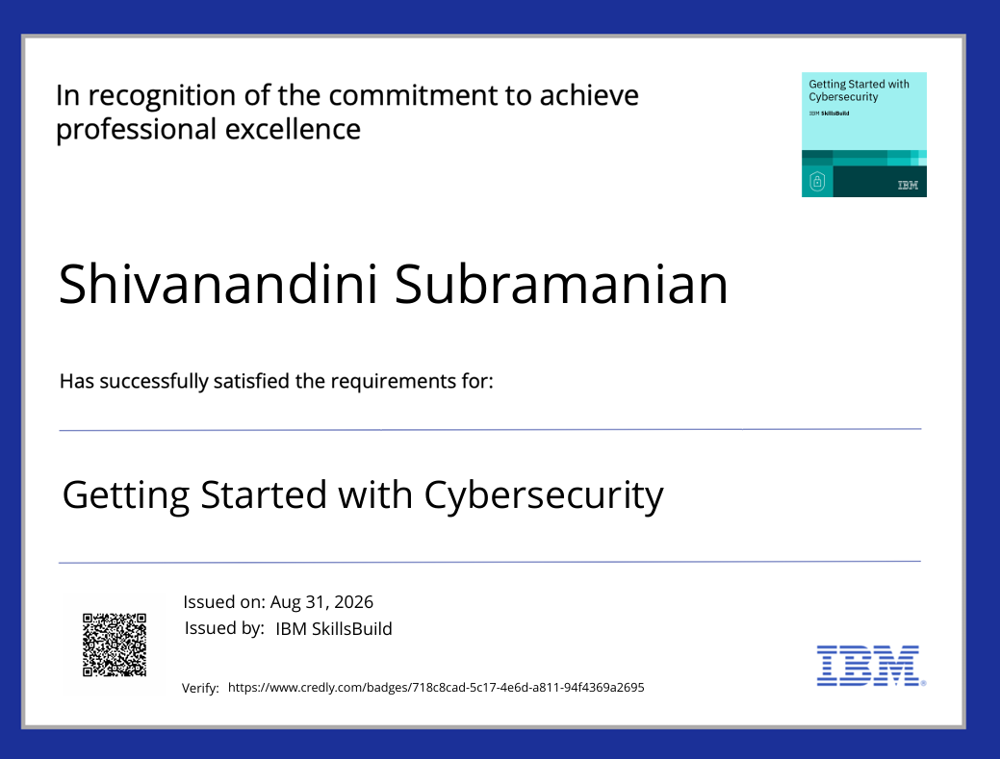 In recognition of the commitment to achieve
professional excellence
Getting Started with
Cybersecurity
IBM SkillsBuild
IBM
Shivanandini Subramanian
Has successfully satisfied the requirements for:
Getting Started with Cybersecurity
Issued on: Aug 31, 2026
Issued by: IBM SkillsBuild
Verify: https://www.credly.com/badges/718c8cad-5c17-4e6d-a811-94f4369a2695
IBM®